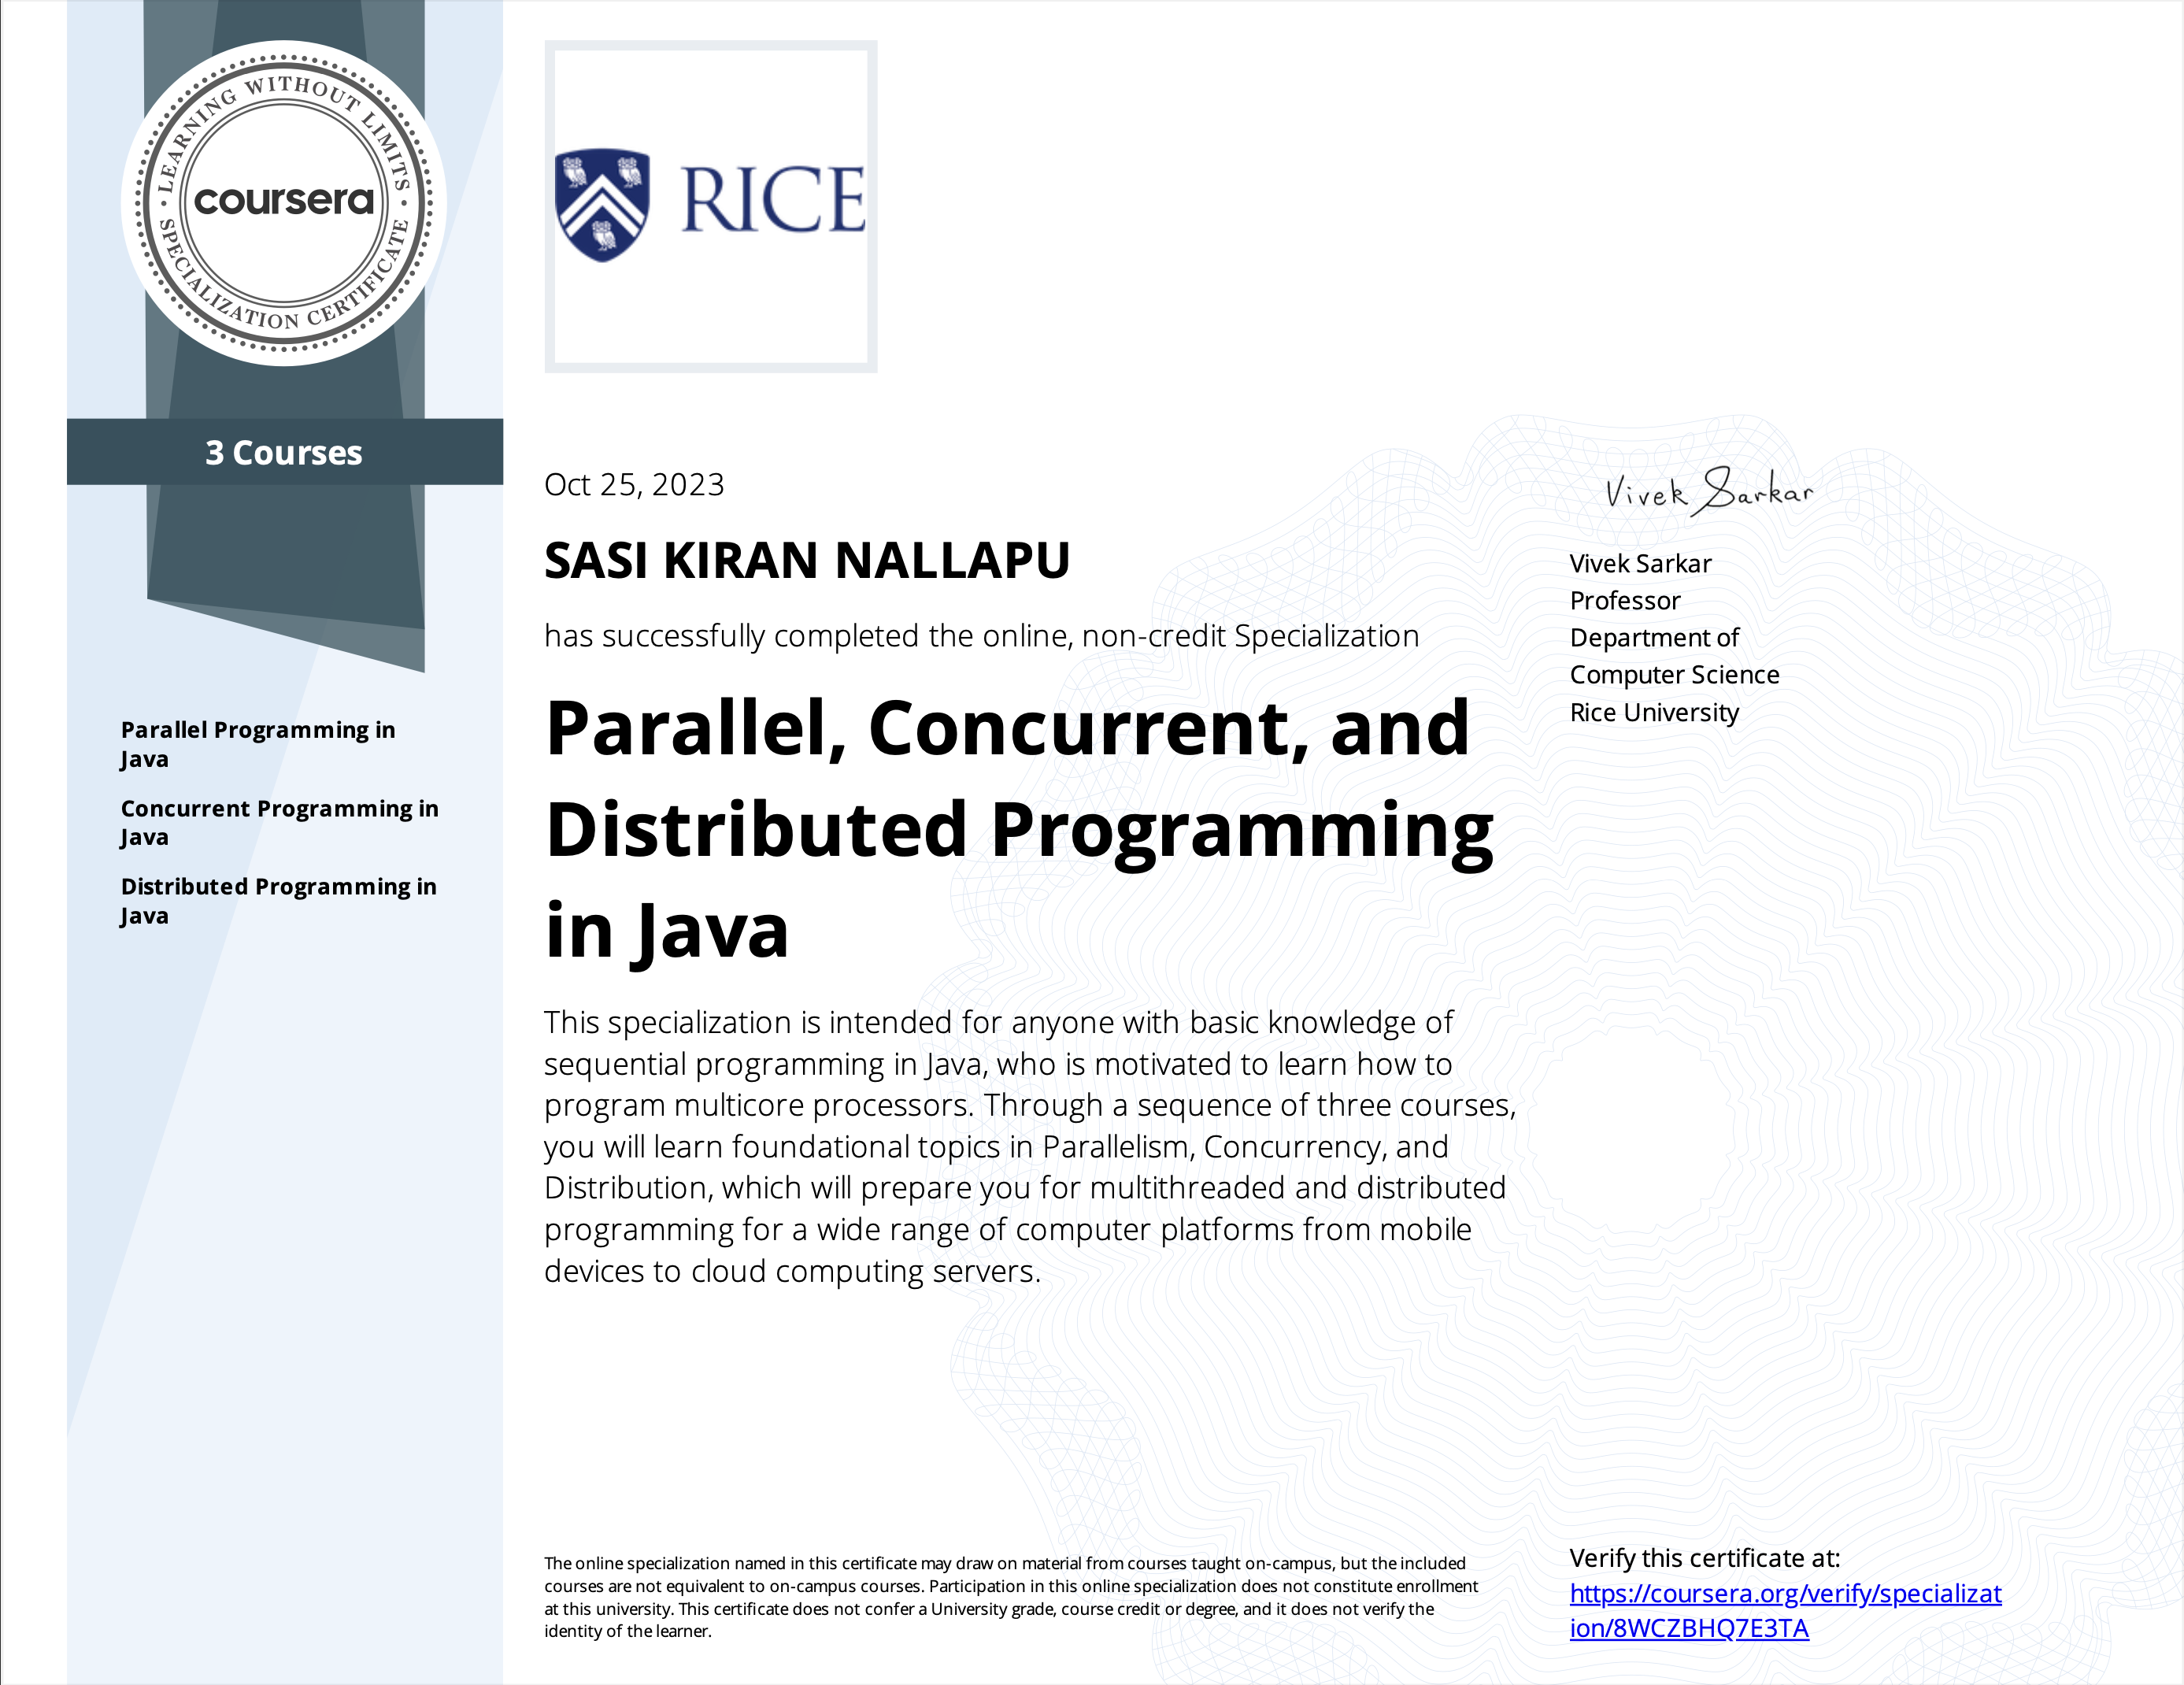 LEARNING WITHOUT LIMITS
coursera
SPECIALIZATION CERTIFICATE
3 Courses
Parallel Programming in
Java
Concurrent Programming in
Java
Distributed Programming in
Java
RICE
Oct 25, 2023
SASI KIRAN NALLAPU
has successfully completed the online, non-credit Specialization
Parallel, Concurrent, and
Distributed Programming
in Java
This specialization is intended for anyone with basic knowledge of
sequential programming in Java, who is motivated to learn how to
program multicore processors. Through a sequence of three courses,
you will learn foundational topics in Parallelism, Concurrency, and
Distribution, which will prepare you for multithreaded and distributed
programming for a wide range of computer platforms from mobile
devices to cloud computing servers.
The online specialization named in this certificate may draw on material from courses taught on-campus, but the included
courses are not equivalent to on-campus courses. Participation in this online specialization does not constitute enrollment
at this university. This certificate does not confer a University grade, course credit or degree, and it does not verify the
identity of the learner.
Vivek Sarkar
Vivek Sarkar
Professor
Department of
Computer Science
Rice University
Verify this certificate at:
https://coursera.org/verify/specializat
ion/8WCZBHQ7E3TA